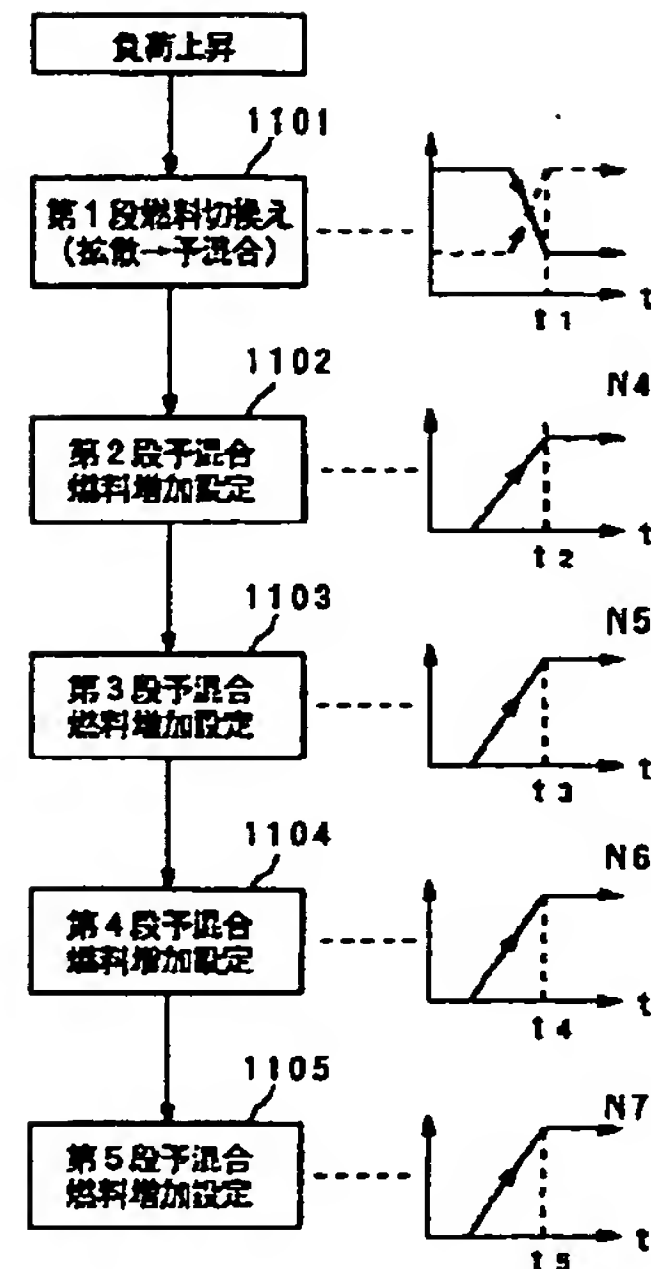 負荷上昇
1101
第1段燃料切換え
(拡散→予混合)
t
t1
1102
N4
第2段予混合
燃料増加設定
t
t2
1103
N5
第3段予混合
燃料増加設定
t
t3
1104
N6
第4段予混合
燃料増加設定
t
t4
1105
N7
第5段予混合
燃料増加設定
t
t5